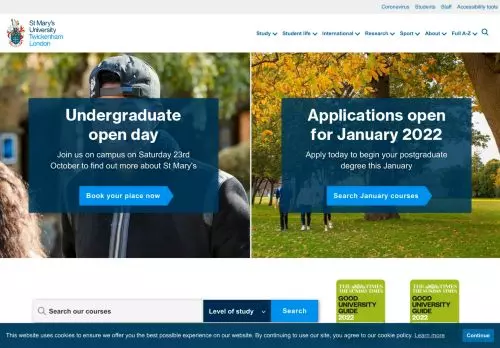 Coronavirus Students Staff Accessibility tools
St Mary's
University
Twickenham
London
Study Student life International Research Sport About Full A-Z
Undergraduate
open day
Join us on campus on Saturday 23rd
October to find out more about St Mary's
Book your place now
Applications open
for January 2022
Apply today to begin your postgraduate
degree this January
Search January courses
Search our courses
Level of study
Search
THE TIMES
THE SUNDAY TIMES
GOOD
UNIVERSITY
GUIDE
2022
THE TIMES
THE SUNDAY TIMES
GOOD
UNIVERSITY
GUIDE
2022
This website uses cookies to ensure we offer you the best possible experience on our website. By continuing to use our site, you agree to our cookie policy. Learn more
Continue